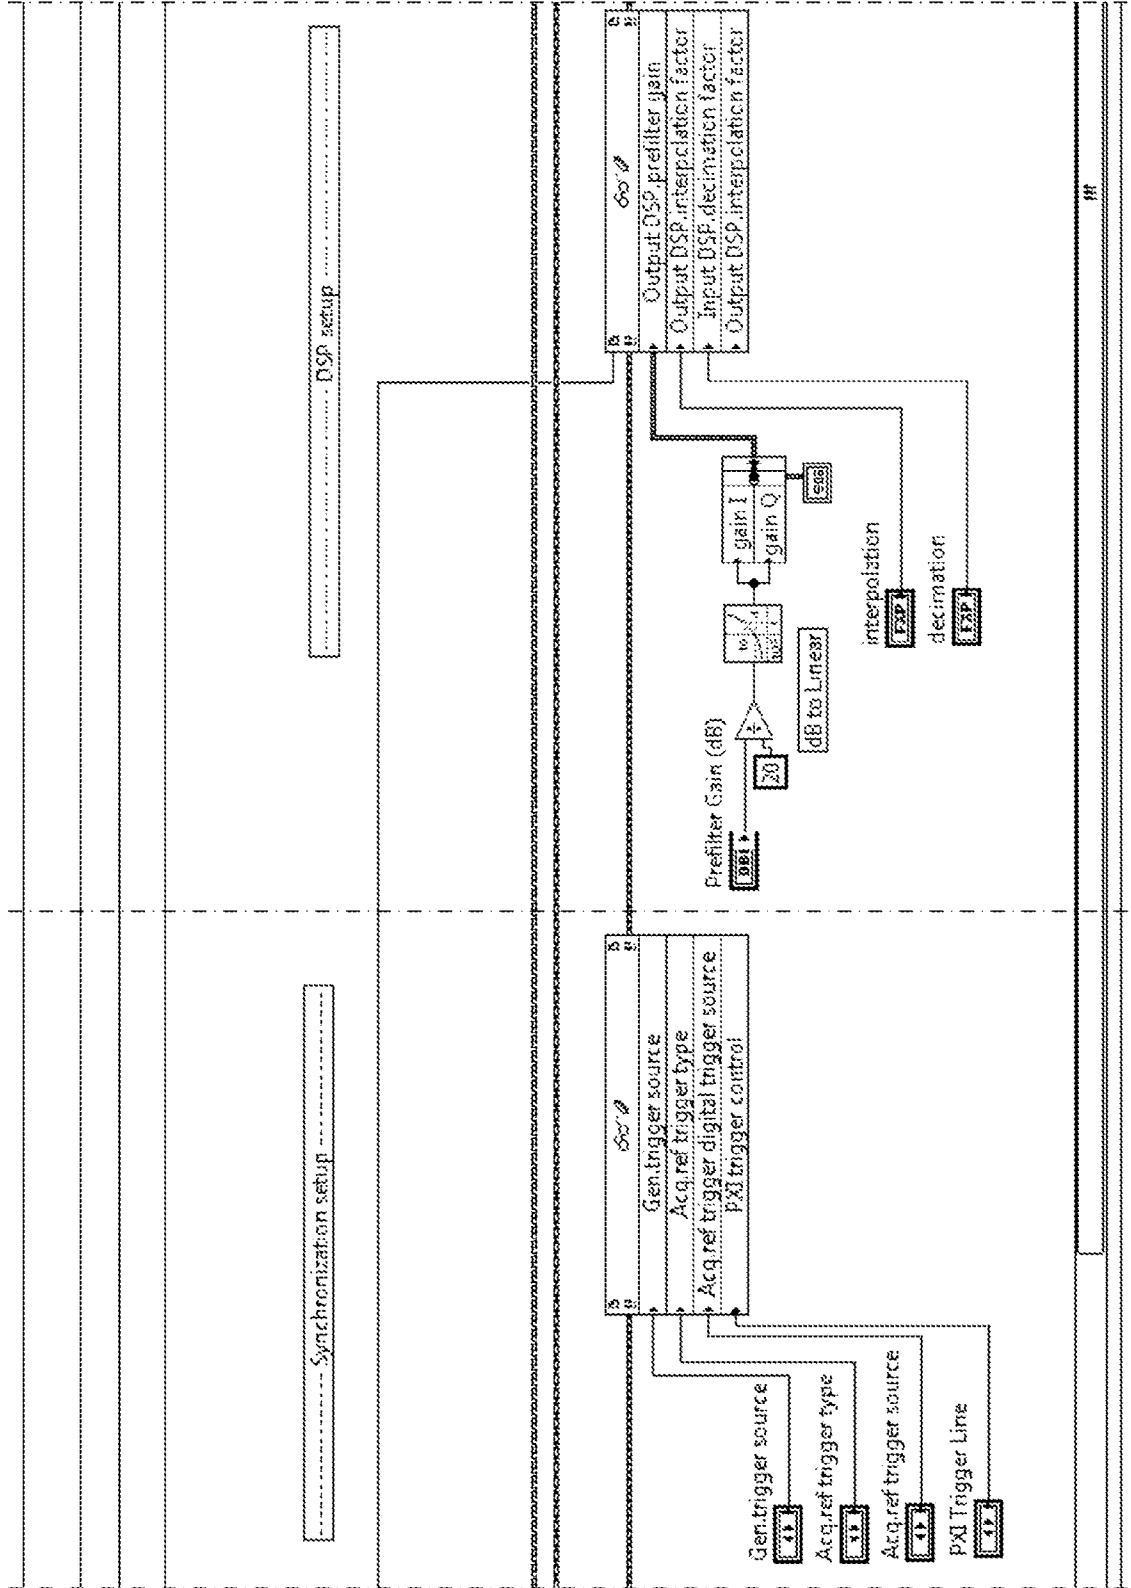 Synchronization setup
Gen.trigger source
Acq.ref trigger type
Acq.ref trigger digital trigger source
PXI trigger control
Gen.trigger source
Acq.ref trigger type
Acq.ref trigger source
PXI Trigger Line
DSP setup
Output DSP.prefilter gain
Output DSP.interpolation factor
Input DSP.decimation factor
Output DSP.interpolation factor
Prefilter Gain (dB)
DBL
20
gain I
gain Q
dB to Linear
interpolation
FXP
decimation
FXP